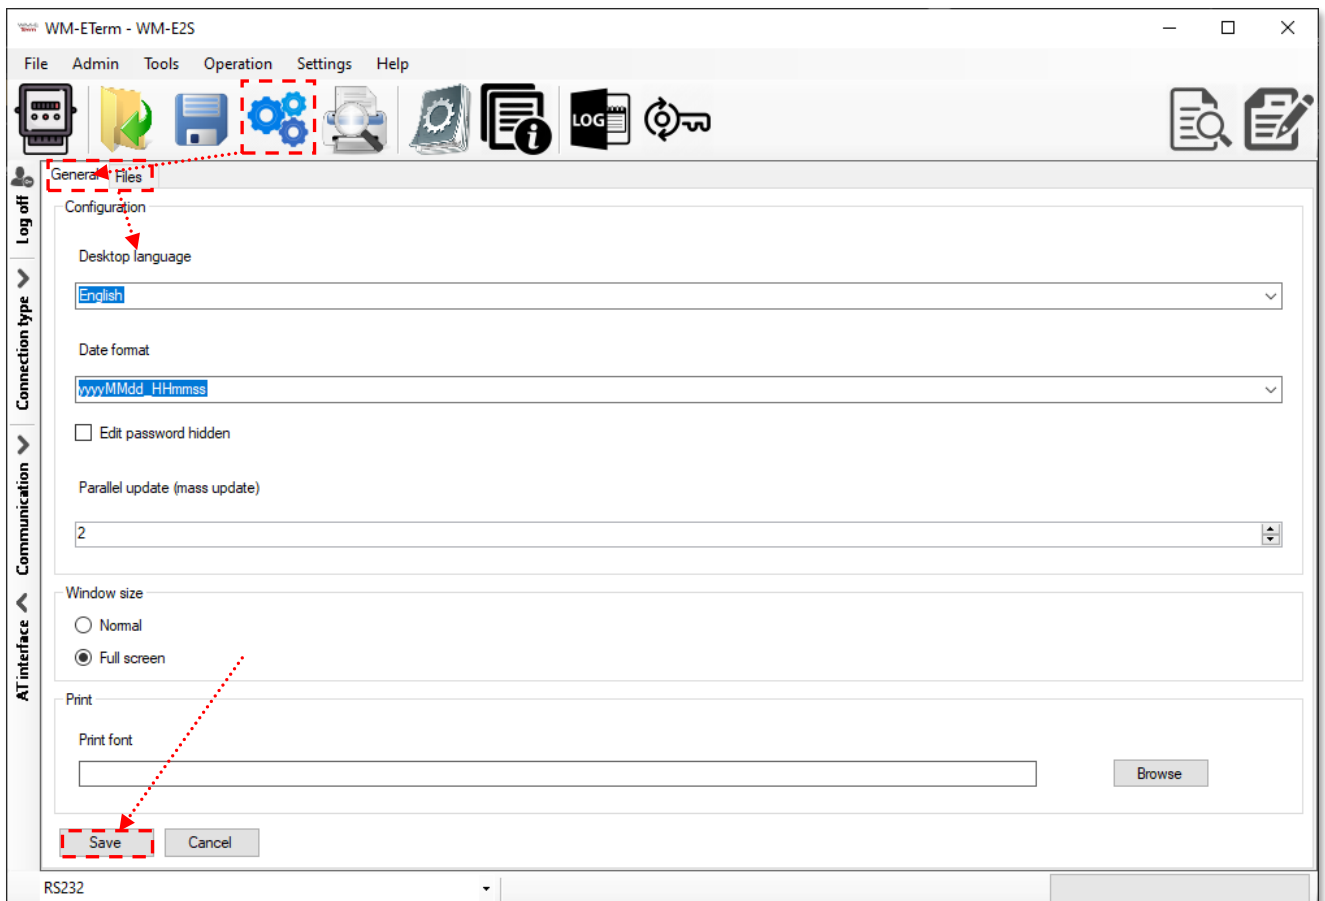 WM-ETerm - WM-E2S
File Admin Tools Operation Settings Help
LOG
General Files
Log off
Connection type
Communication
AT interface
Configuration
Desktop language
English
Date format
yyyyMMdd_HHmmss
Edit password hidden
Parallel update (mass update)
2
Window size
Normal
Full screen
Print
Print font
Browse
Save Cancel
RS232